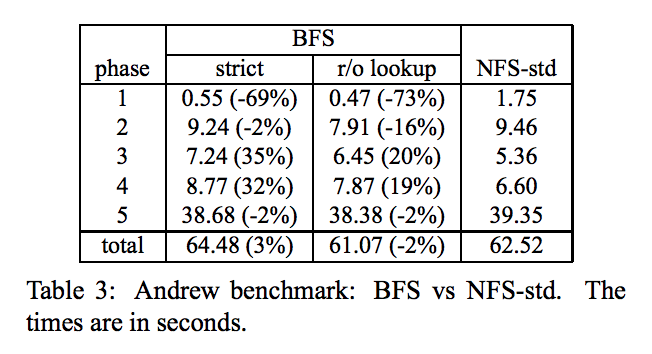 BFS
phase strict r/o lookup NFS-std
1 0.55 (-69%) 0.47 (-73%) 1.75
2 9.24 (-2%) 7.91 (-16%) 9.46
3 7.24 (35%) 6.45 (20%) 5.36
4 8.77 (32%) 7.87 (19%) 6.60
5 38.68 (-2%) 38.38 (-2%) 39.35
total 64.48 (3%) 61.07 (-2%) 62.52
Table 3: Andrew benchmark: BFS vs NFS-std. The
times are in seconds.